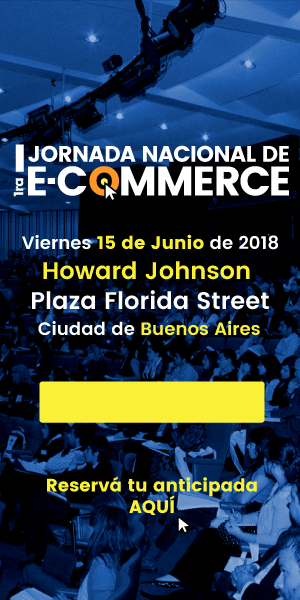 1ra JORNADA NACIONAL DE
E-COMMERCE
Viernes 15 de Junio de 2018
Howard Johnson
Plaza Florida Street
Ciudad de Buenos Aires
Reservá tu anticipada
AQUÍ